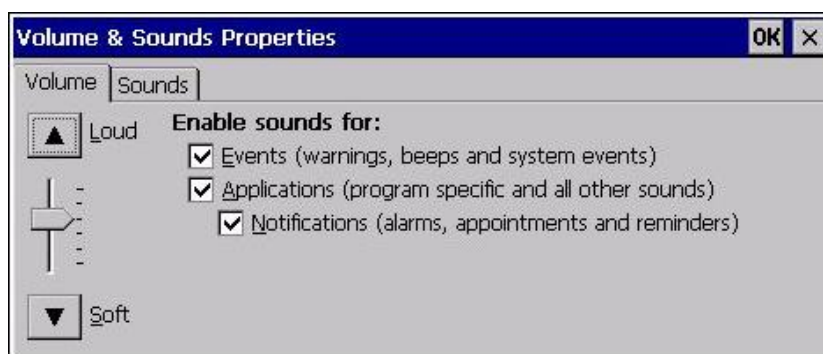 Volume & Sounds Properties OK ×
Volume Sounds
Loud Enable sounds for:
Events (warnings, beeps and system events)
Applications (program specific and all other sounds)
Notifications (alarms, appointments and reminders)
Soft